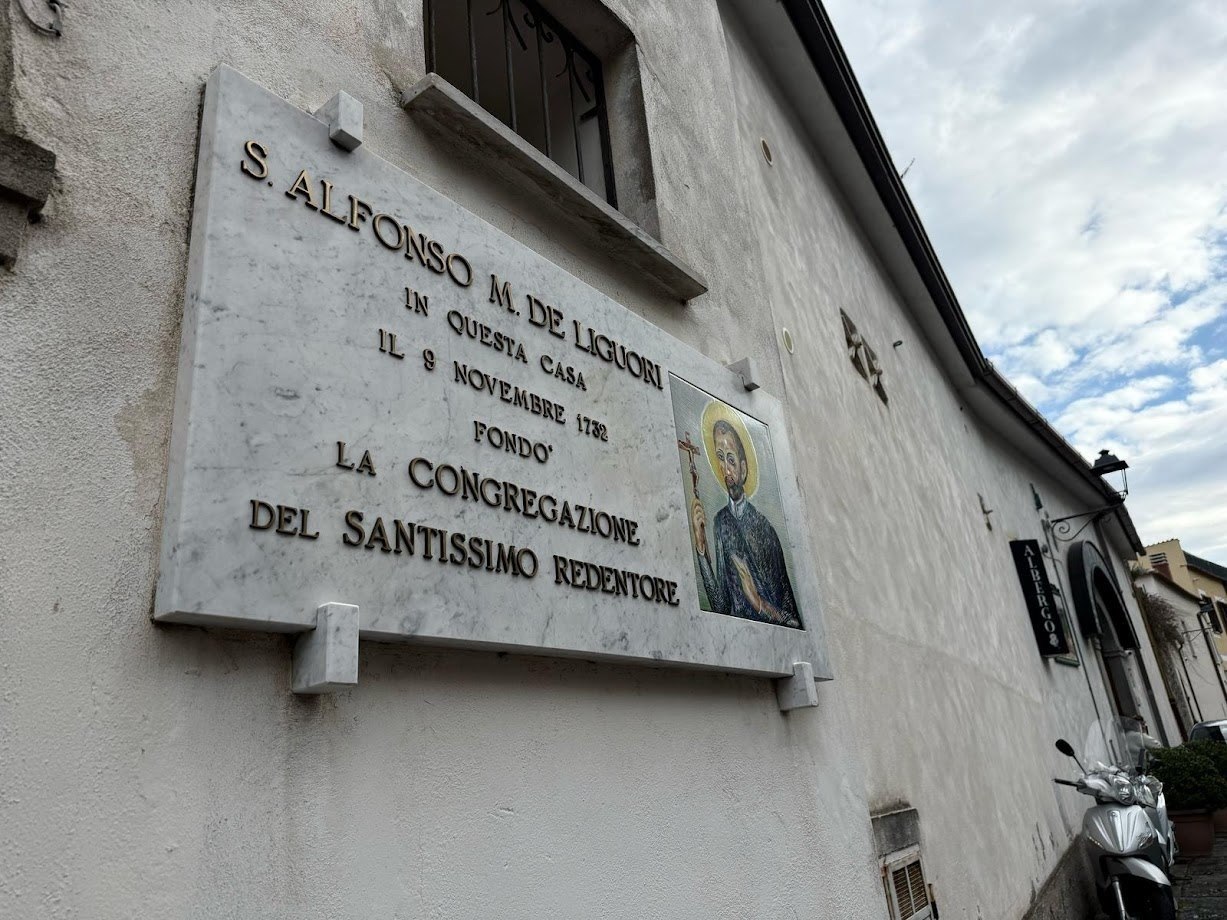 S. ALFONSO M. DE LIGUORI
IN QUESTA CASA
IL 9 NOVEMBRE 1732
FONDO'
LA CONGREGAZIONE
DEL SANTISSIMO REDENTORE
ALBERGO